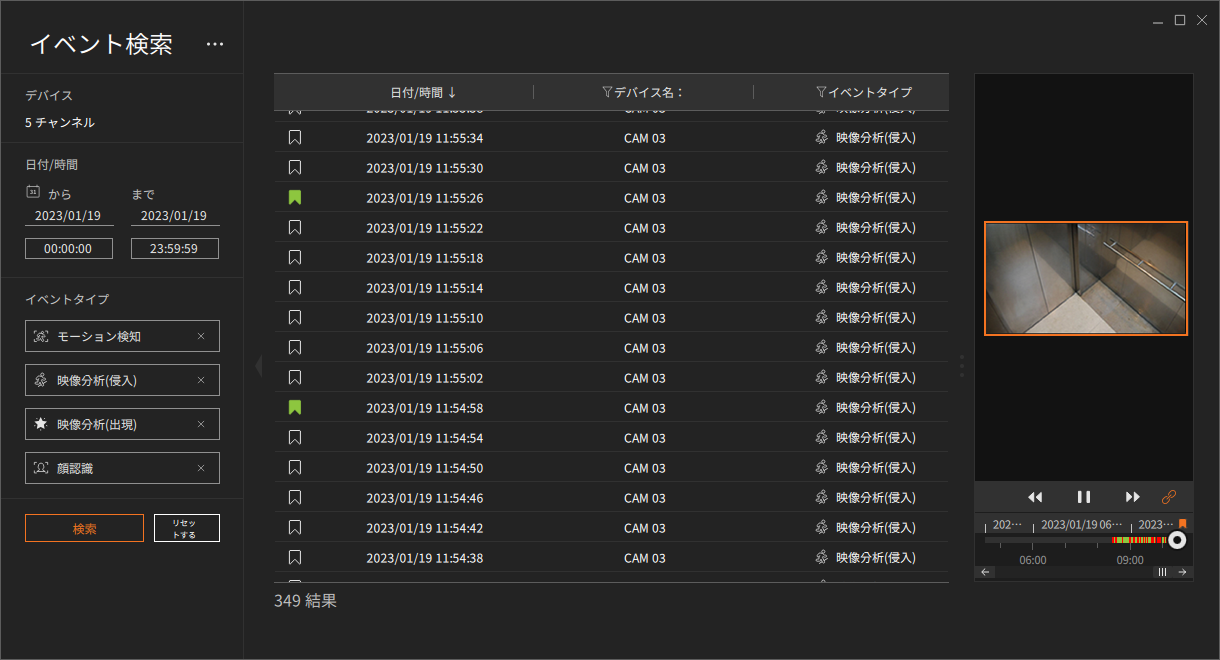 イベント検索 ···
デバイス
5 チャンネル
日付/時間
31 から まで
2023/01/19 2023/01/19
00:00:00 23:59:59
イベントタイプ
モーション検知
映像分析(侵入)
映像分析(出現)
顔認識
検索
リセッ
トする
日付/時間 ↓ デバイス名 : イベントタイプ
2023/01/19 11:55:34 CAM 03 映像分析(侵入)
2023/01/19 11:55:30 CAM 03 映像分析(侵入)
2023/01/19 11:55:26 CAM 03 映像分析(侵入)
2023/01/19 11:55:22 CAM 03 映像分析(侵入)
2023/01/19 11:55:18 CAM 03 映像分析(侵入)
2023/01/19 11:55:14 CAM 03 映像分析(侵入)
2023/01/19 11:55:10 CAM 03 映像分析(侵入)
2023/01/19 11:55:06 CAM 03 映像分析(侵入)
2023/01/19 11:55:02 CAM 03 映像分析(侵入)
2023/01/19 11:54:58 CAM 03 映像分析(侵入)
2023/01/19 11:54:54 CAM 03 映像分析(侵入)
2023/01/19 11:54:50 CAM 03 映像分析(侵入)
2023/01/19 11:54:46 CAM 03 映像分析(侵入)
2023/01/19 11:54:42 CAM 03 映像分析(侵入)
2023/01/19 11:54:38 CAM 03 映像分析(侵入)
349 結果
202··· 2023/01/19 06··· 2023···
06:00 09:00